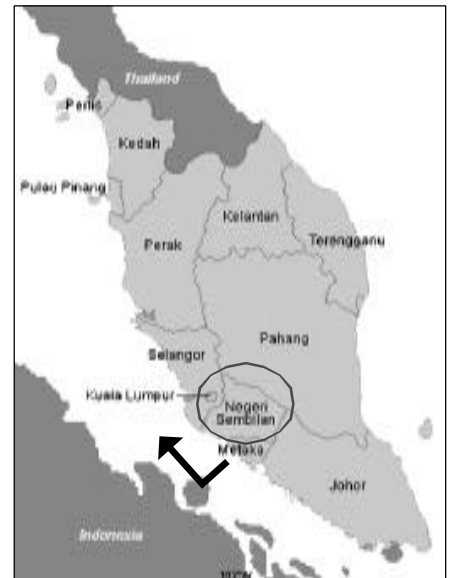 Thailand
Perlis
Kedah
Pulau Pinang
Kelantan
Terengganu
Perak
Pahang
Selangor
Kuala Lumpur
Negeri
Sembilan
Melaka
Johor
Indonesia